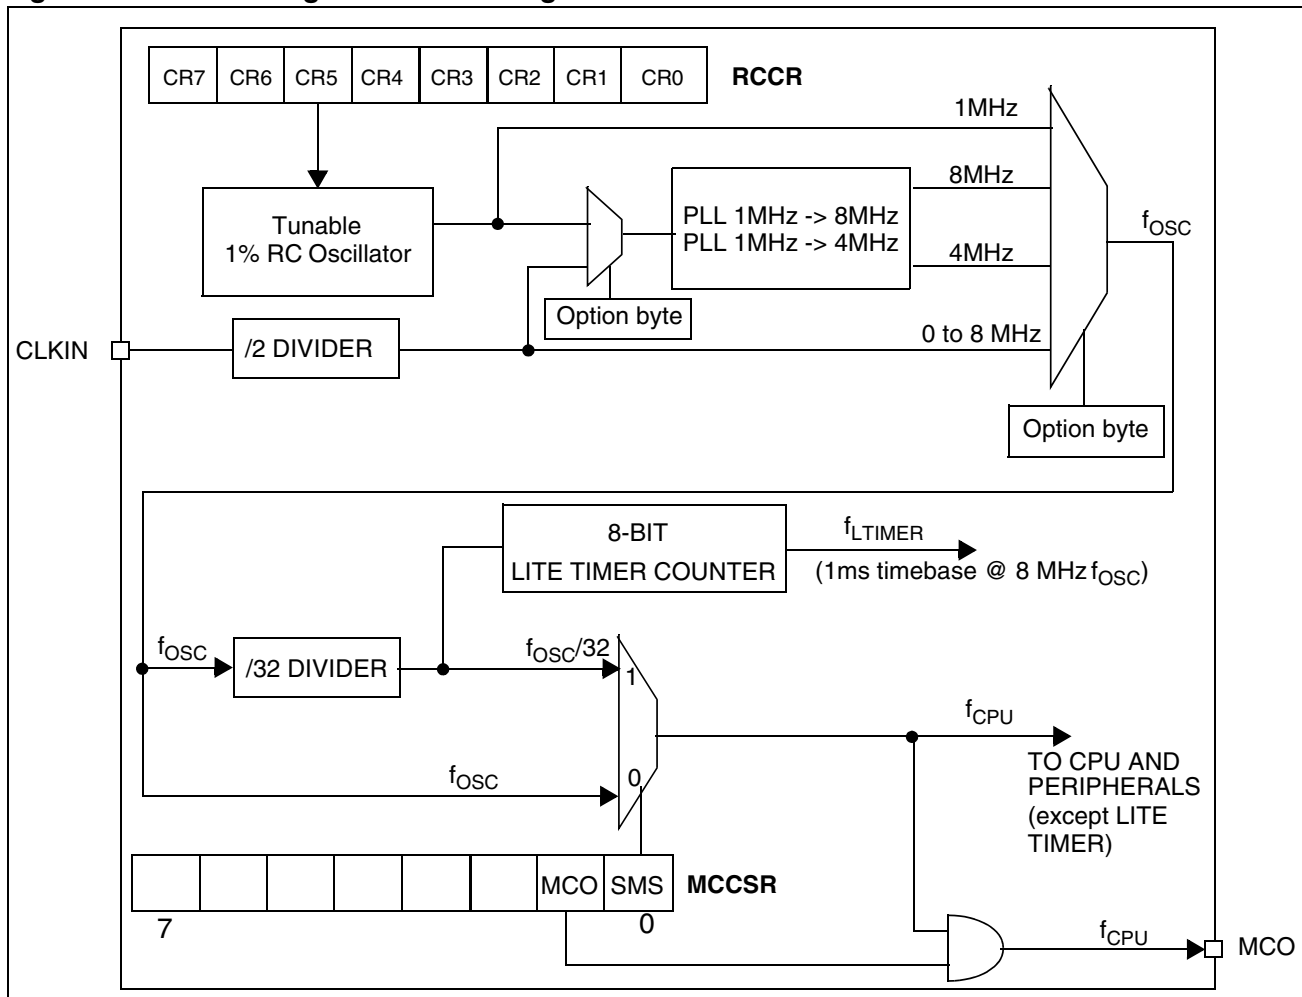 CR7 CR6 CR5 CR4 CR3 CR2 CR1 CR0 RCCR
1MHz
8MHz
Tunable
1% RC Oscillator
PLL 1MHz -> 8MHz
PLL 1MHz -> 4MHz
fOSC
4MHz
Option byte
CLKIN
/2 DIVIDER
0 to 8 MHz
Option byte
8-BIT
LITE TIMER COUNTER
fLTIMER
(1ms timebase @ 8 MHz fOSC)
fOSC
/32 DIVIDER
fOSC/32
1
fCPU
TO CPU AND
PERIPHERALS
(except LITE
TIMER)
fOSC
0
MCO SMS MCCSR
7 0
fCPU
MCO